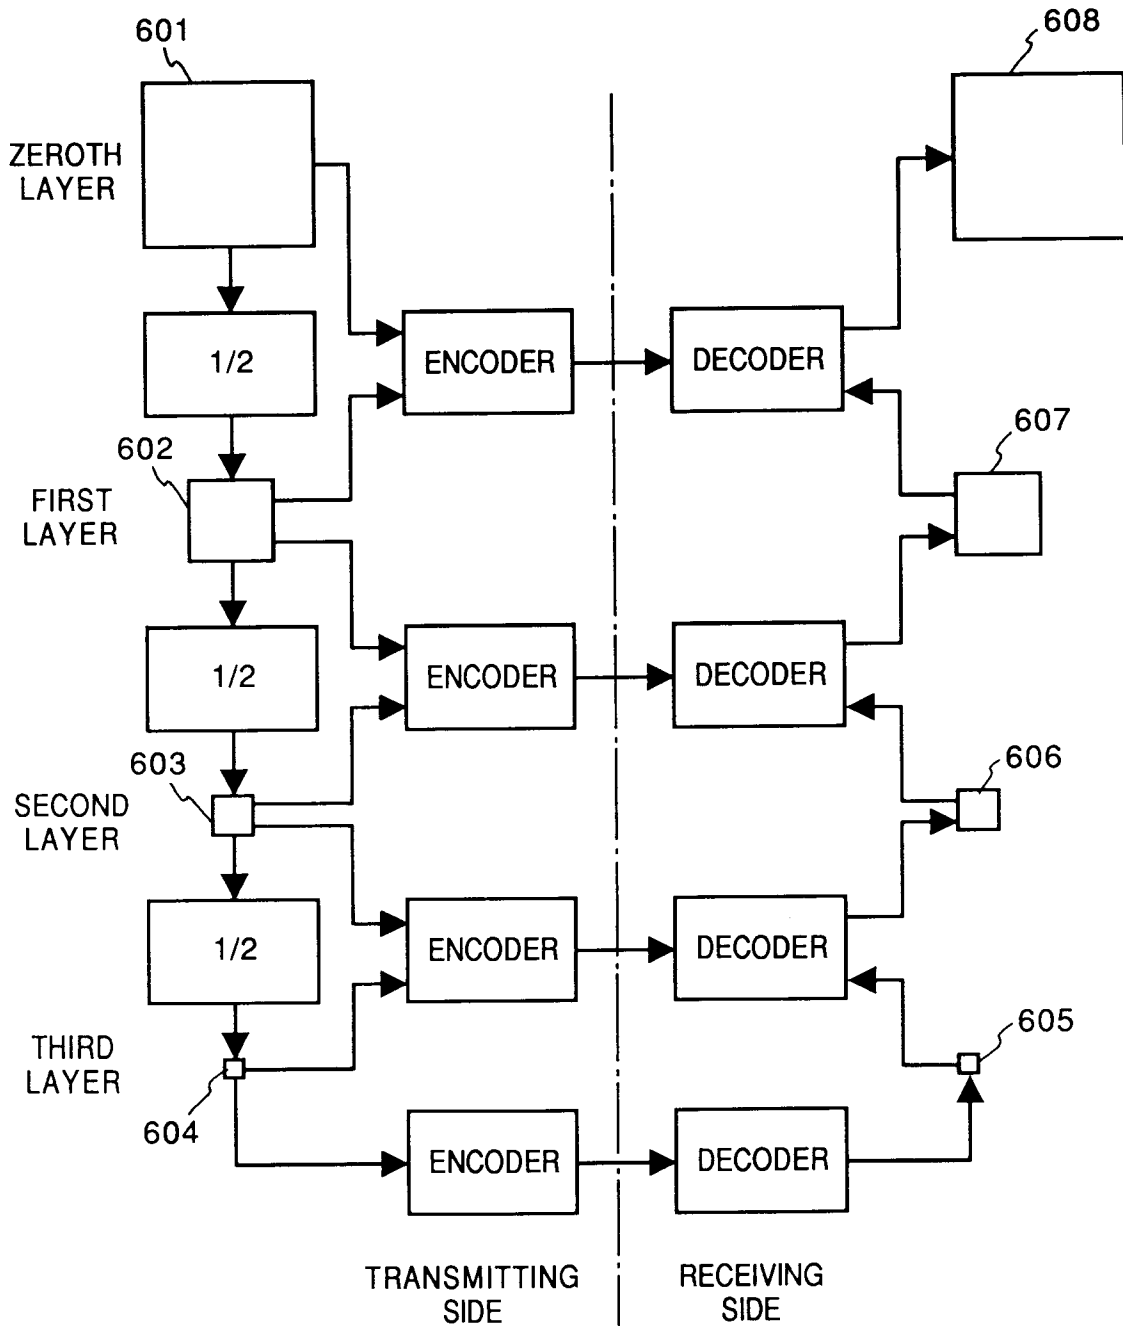 601
608
ZEROTH
LAYER
1/2
ENCODER
DECODER
602
607
FIRST
LAYER
1/2
ENCODER
DECODER
603
606
SECOND
LAYER
1/2
ENCODER
DECODER
THIRD
LAYER
605
604
ENCODER
DECODER
TRANSMITTING
SIDE
RECEIVING
SIDE